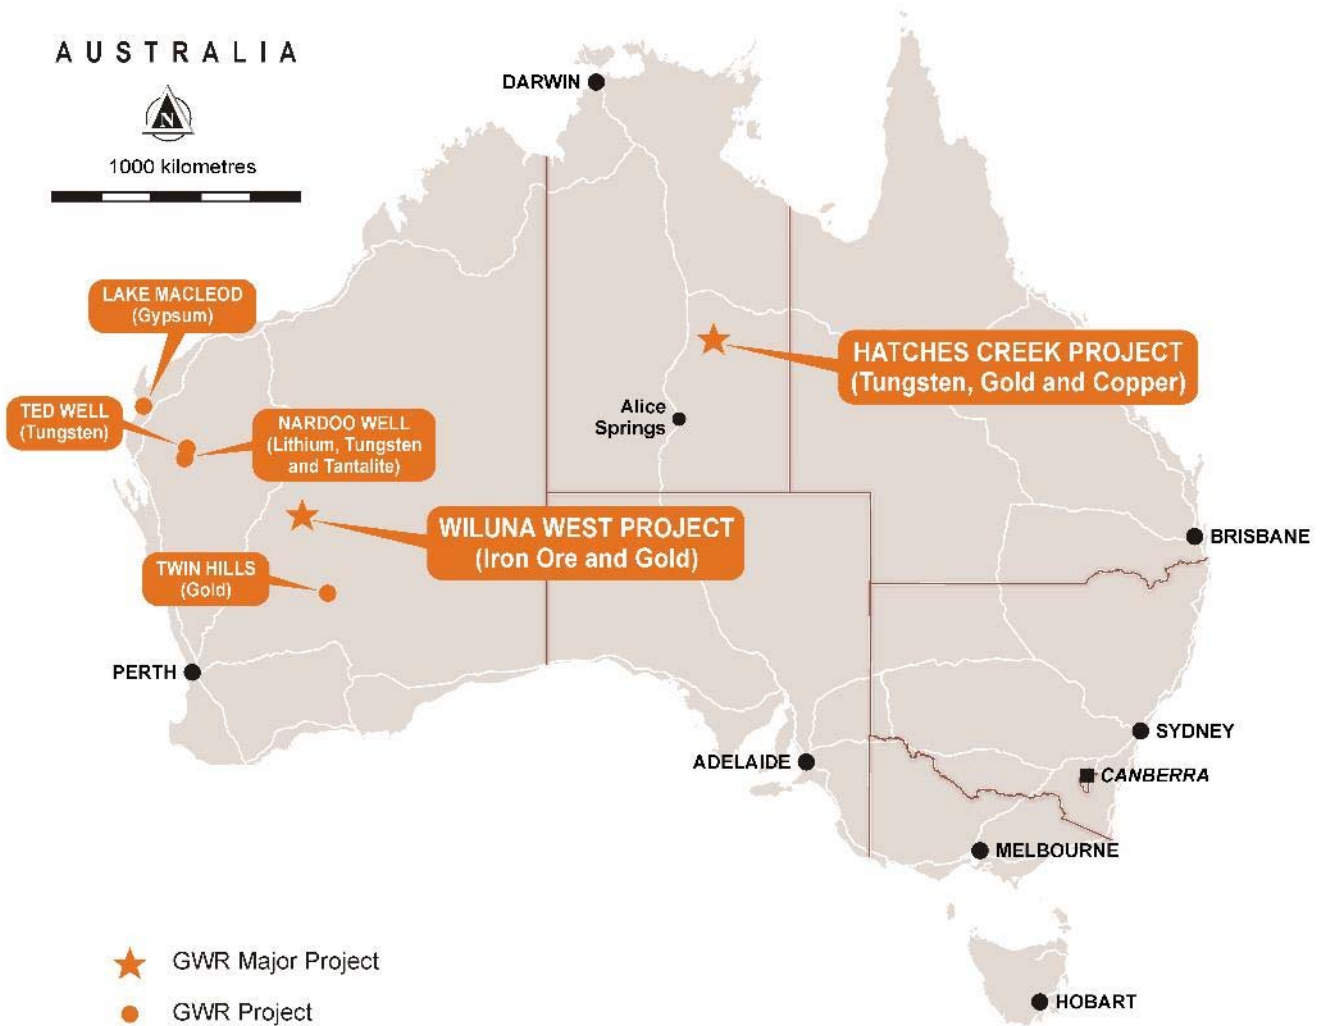 AUSTRALIA
N
1000 kilometres
DARWIN
LAKE MACLEOD
(Gypsum)
HATCHES CREEK PROJECT
(Tungsten, Gold and Copper)
TED WELL
(Tungsten)
NARDOO WELL
(Lithium, Tungsten
and Tantalite)
Alice
Springs
WILUNA WEST PROJECT
(Iron Ore and Gold)
BRISBANE
TWIN HILLS
(Gold)
PERTH
SYDNEY
ADELAIDE
CANBERRA
MELBOURNE
GWR Major Project
GWR Project
HOBART